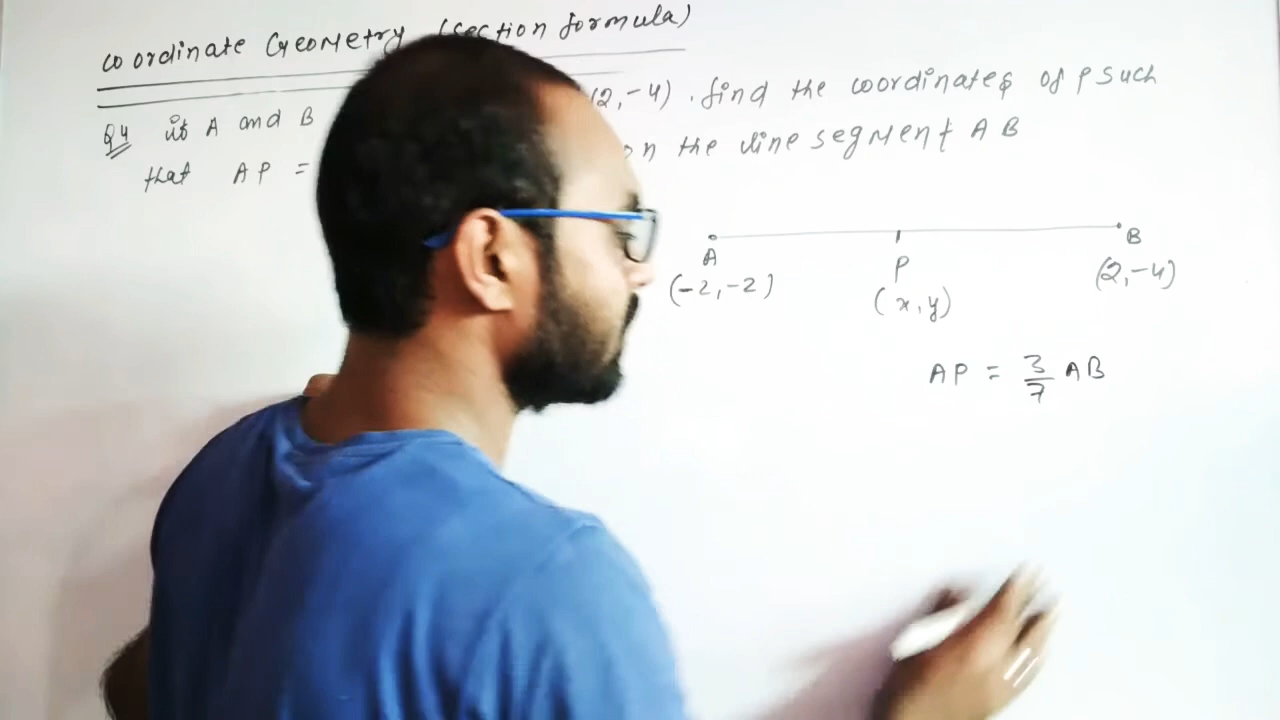 coordinate Geometry (section formula)
Q4 if A and B (2,-4) . find the coordinates of P such
that AP = on the line segment AB
A B
P
(-2,-2) (x,y) (2,-4)
AP = 3/7 AB